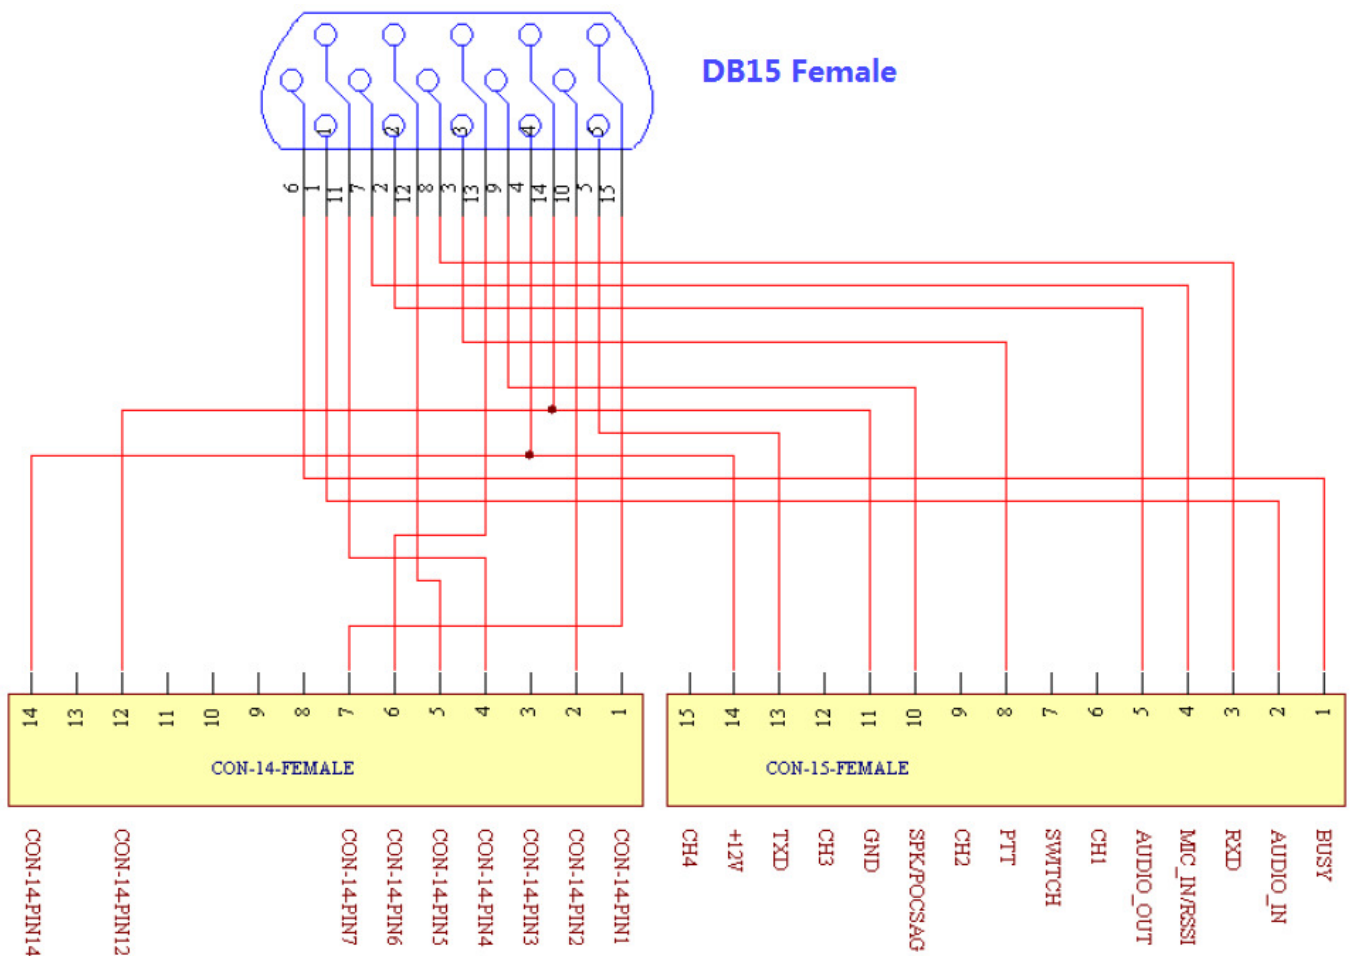 DB15 Female
1 2 3 4 5
6 1 11 7 2 12 8 3 13 9 4 14 10 5 15
14 13 12 11 10 9 8 7 6 5 4 3 2 1
CON-14-FEMALE
CON-14-PIN14
CON-14-PIN12
CON-14-PIN7
CON-14-PIN6
CON-14-PIN5
CON-14-PIN4
CON-14-PIN3
CON-14-PIN2
CON-14-PIN1
15 14 13 12 11 10 9 8 7 6 5 4 3 2 1
CON-15-FEMALE
CH4
+12V
TXD
CH3
GND
SPK/POCSAG
CH2
PTT
SWITCH
CH1
AUDIO_OUT
MIC_IN/RSSI
RXD
AUDIO_IN
BUSY